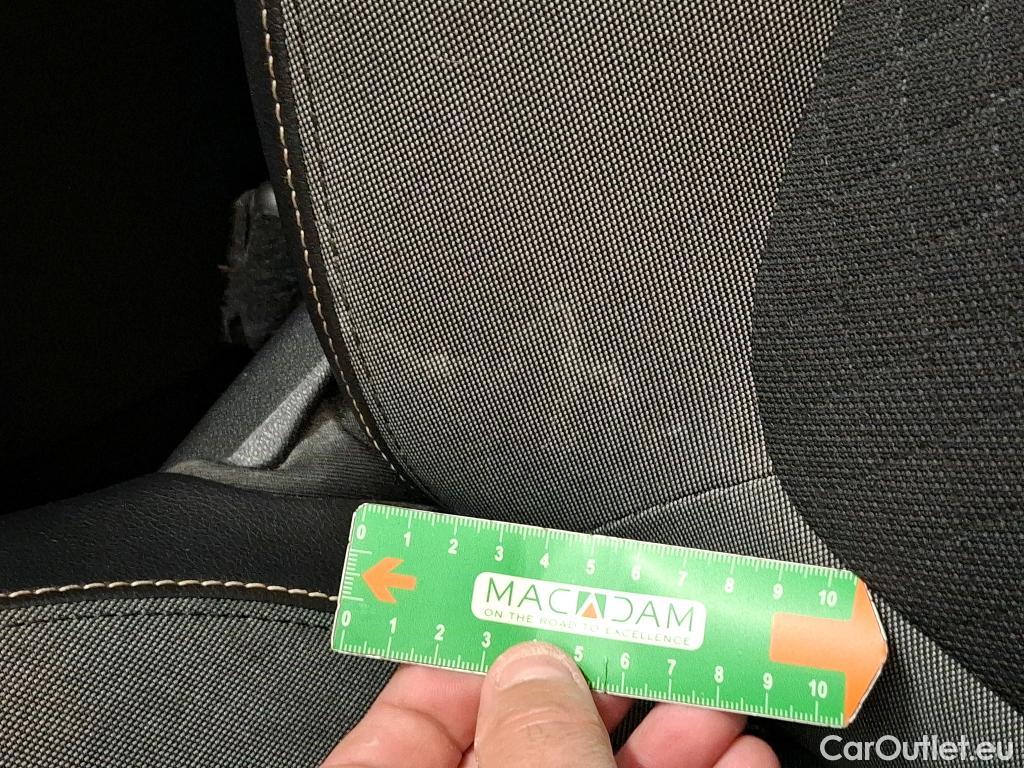 0 1 2 3 4 5 6 7 8 9 10
MACADAM
ON THE ROAD TO EXCELLENCE
0 1 2 3 5 6 7 8 9 10
CarOutlet.eu